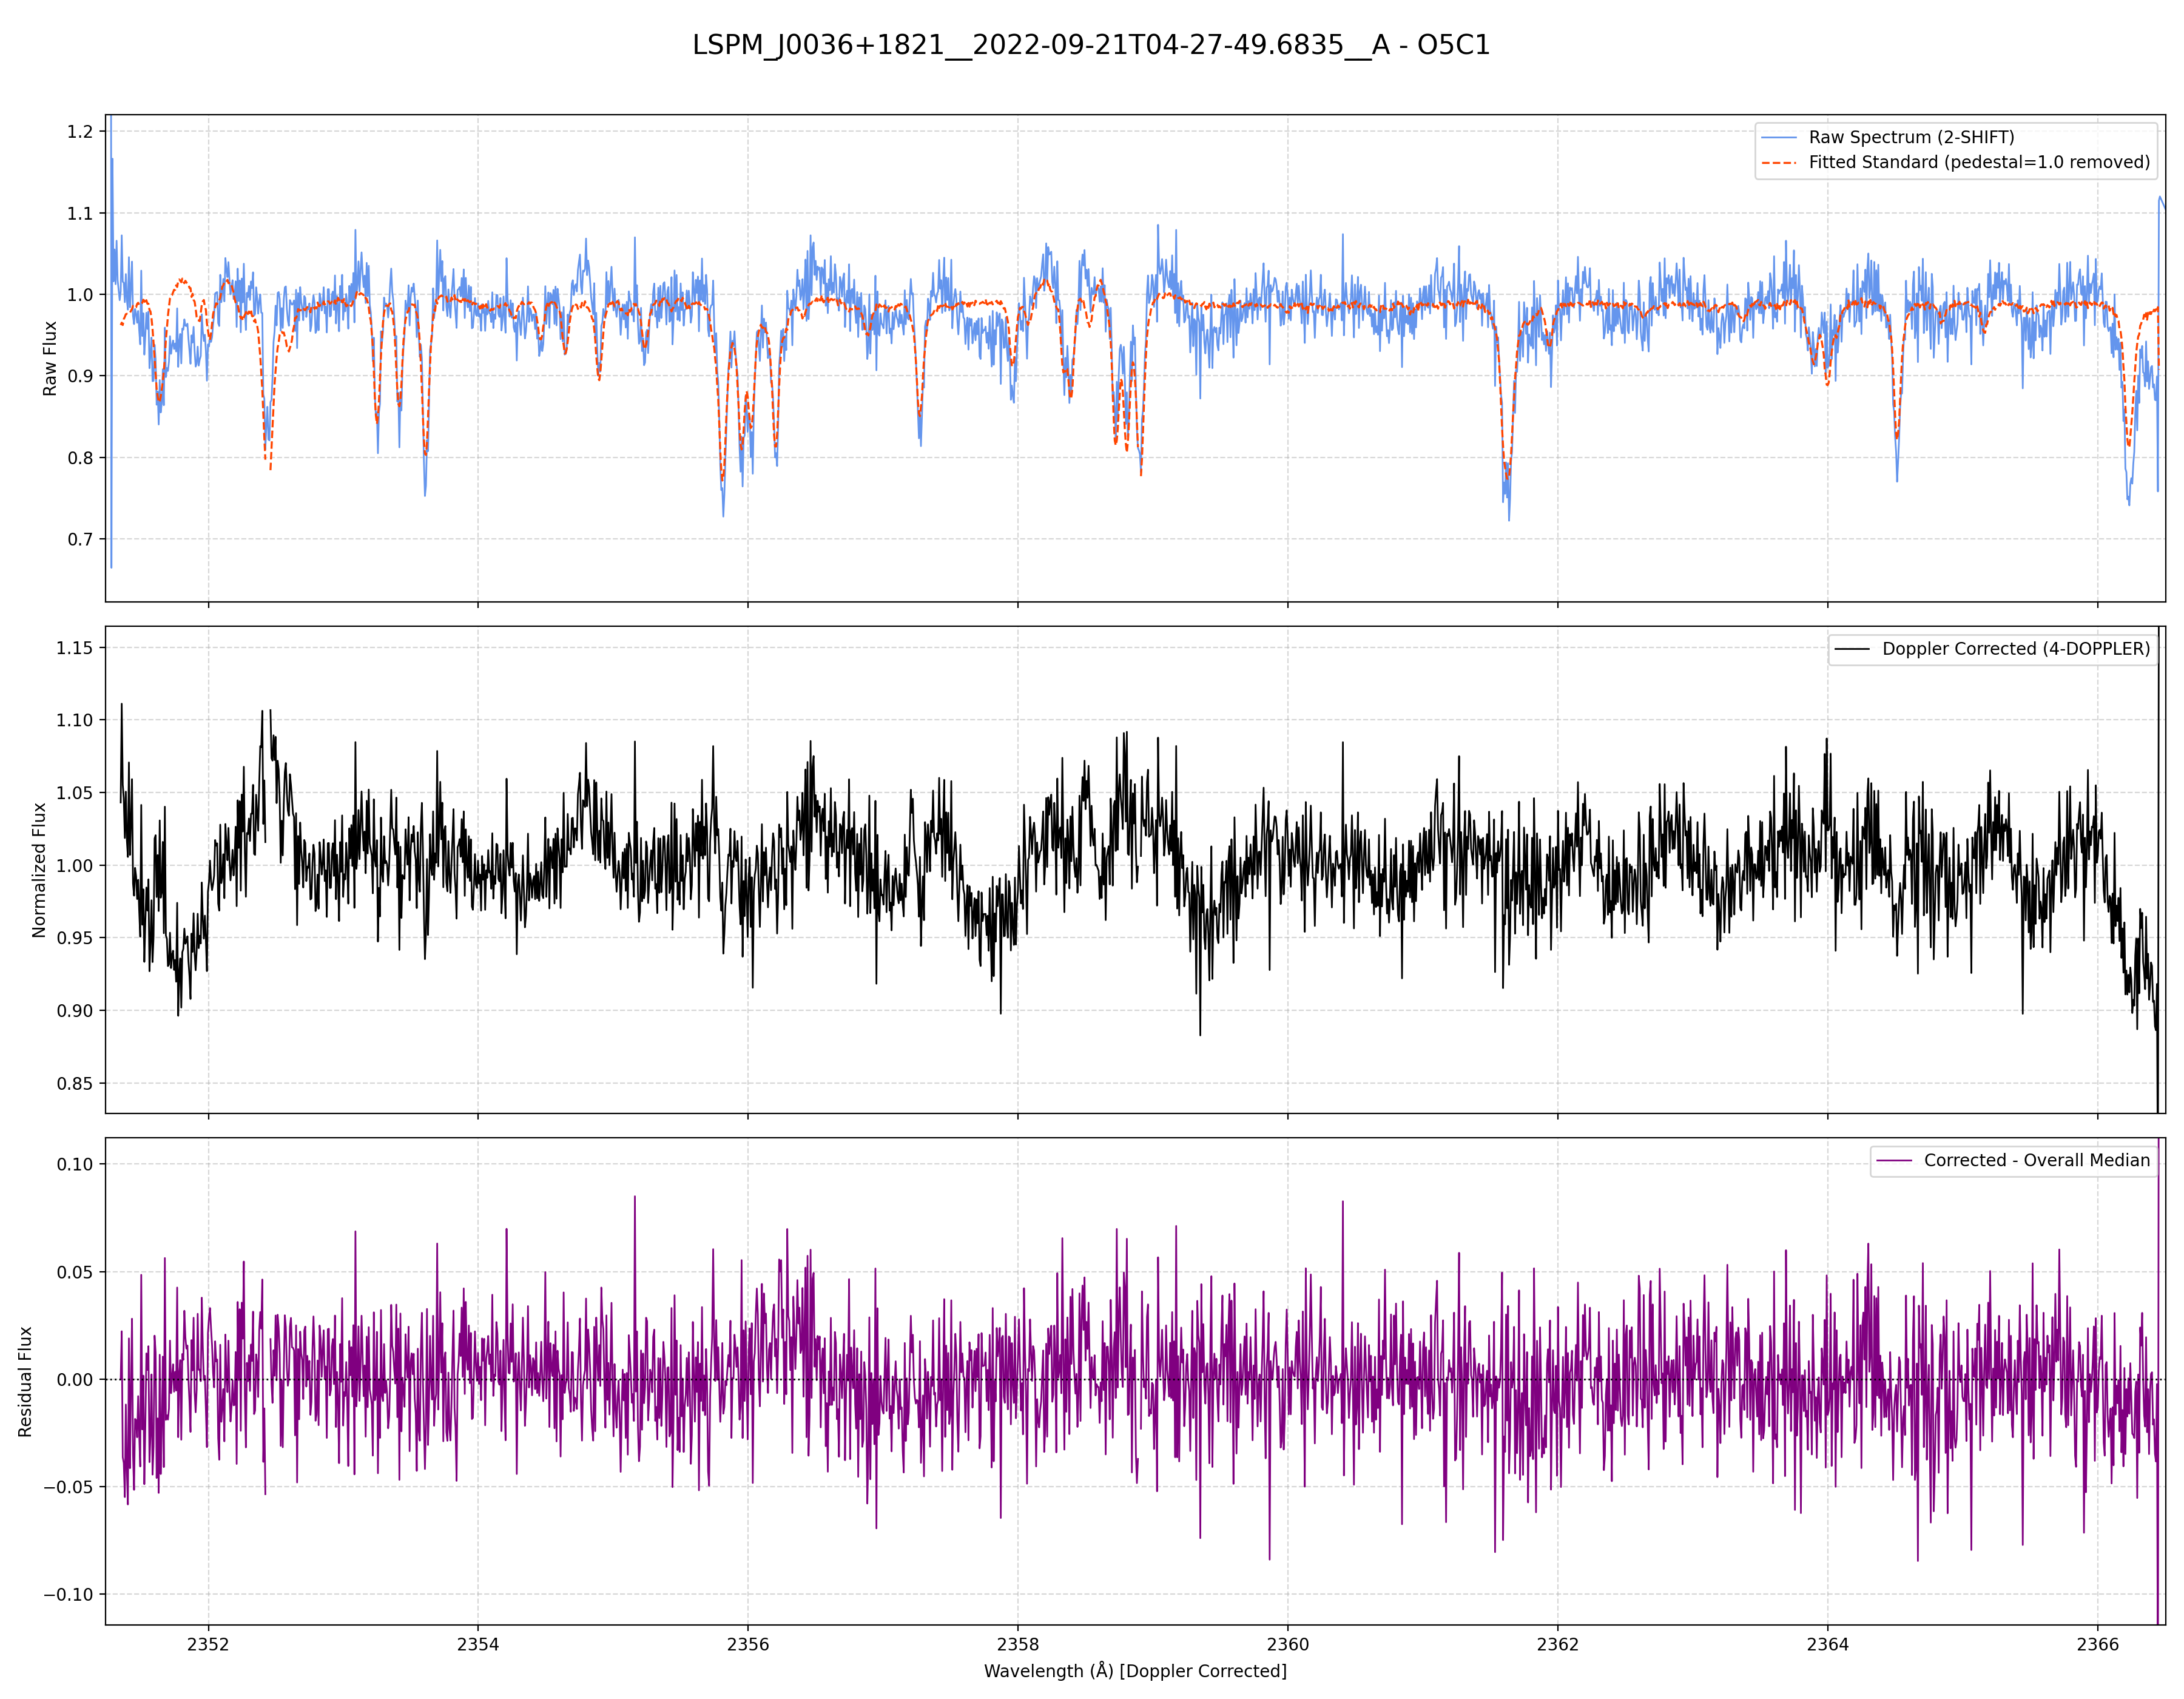 LSPM_J0036+1821__2022-09-21T04-27-49.6835__A - O5C1
1.2
1.1
1.0
0.9
0.8
0.7
Raw Flux
Raw Spectrum (2-SHIFT)
Fitted Standard (pedestal=1.0 removed)
1.15
1.10
1.05
1.00
0.95
0.90
0.85
Normalized Flux
Doppler Corrected (4-DOPPLER)
0.10
0.05
0.00
−0.05
−0.10
Residual Flux
Corrected - Overall Median
2352 2354 2356 2358 2360 2362 2364 2366
Wavelength (Å) [Doppler Corrected]